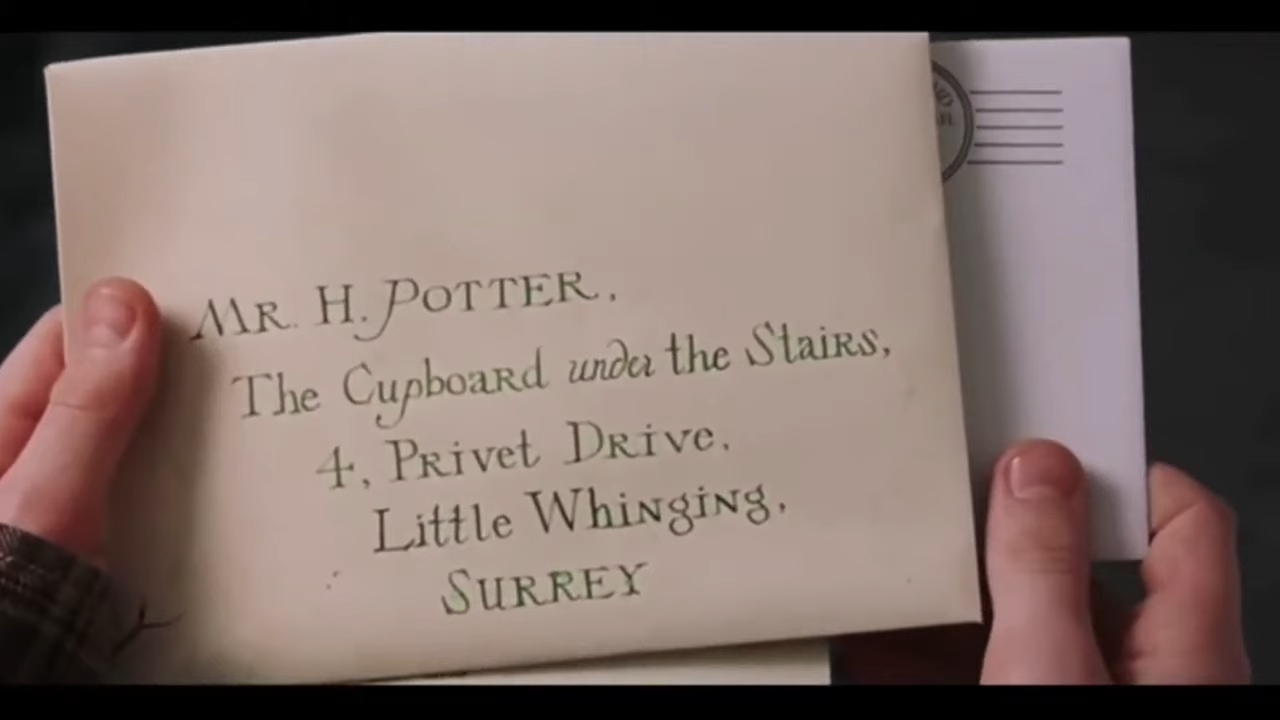 Mr. H. Potter,
The Cupboard under the Stairs,
4, Privet Drive,
Little Whinging,
SURREY